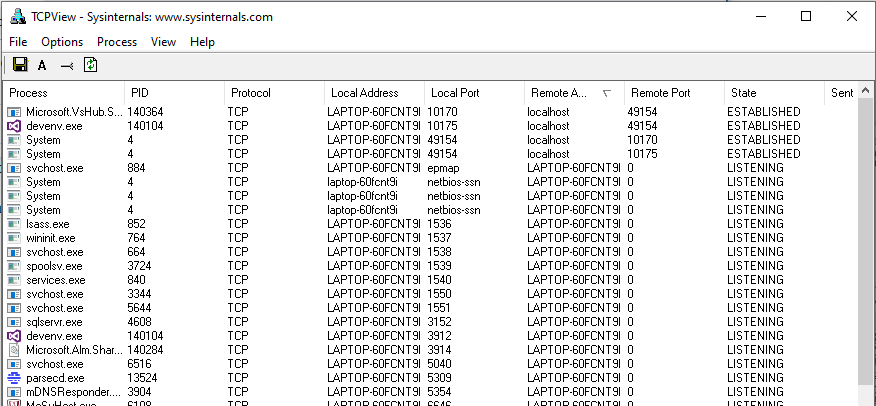 TCPView - Sysinternals: www.sysinternals.com
File Options Process View Help
A
Process PID Protocol Local Address Local Port Remote A... Remote Port State Sent
Microsoft.VsHub.S... 140364 TCP LAPTOP-60FCNT9I 10170 localhost 49154 ESTABLISHED
devenv.exe 140104 TCP LAPTOP-60FCNT9I 10175 localhost 49154 ESTABLISHED
System 4 TCP LAPTOP-60FCNT9I 49154 localhost 10170 ESTABLISHED
System 4 TCP LAPTOP-60FCNT9I 49154 localhost 10175 ESTABLISHED
svchost.exe 884 TCP LAPTOP-60FCNT9I epmap LAPTOP-60FCNT9I 0 LISTENING
System 4 TCP laptop-60fcnt9i netbios-ssn LAPTOP-60FCNT9I 0 LISTENING
System 4 TCP laptop-60fcnt9i netbios-ssn LAPTOP-60FCNT9I 0 LISTENING
System 4 TCP laptop-60fcnt9i netbios-ssn LAPTOP-60FCNT9I 0 LISTENING
lsass.exe 852 TCP LAPTOP-60FCNT9I 1536 LAPTOP-60FCNT9I 0 LISTENING
wininit.exe 764 TCP LAPTOP-60FCNT9I 1537 LAPTOP-60FCNT9I 0 LISTENING
svchost.exe 664 TCP LAPTOP-60FCNT9I 1538 LAPTOP-60FCNT9I 0 LISTENING
spoolsv.exe 3724 TCP LAPTOP-60FCNT9I 1539 LAPTOP-60FCNT9I 0 LISTENING
services.exe 840 TCP LAPTOP-60FCNT9I 1540 LAPTOP-60FCNT9I 0 LISTENING
svchost.exe 3344 TCP LAPTOP-60FCNT9I 1550 LAPTOP-60FCNT9I 0 LISTENING
svchost.exe 5644 TCP LAPTOP-60FCNT9I 1551 LAPTOP-60FCNT9I 0 LISTENING
sqlservr.exe 4608 TCP LAPTOP-60FCNT9I 3152 LAPTOP-60FCNT9I 0 LISTENING
devenv.exe 140104 TCP LAPTOP-60FCNT9I 3912 LAPTOP-60FCNT9I 0 LISTENING
Microsoft.Alm.Shar... 140284 TCP LAPTOP-60FCNT9I 3914 LAPTOP-60FCNT9I 0 LISTENING
svchost.exe 6516 TCP LAPTOP-60FCNT9I 5040 LAPTOP-60FCNT9I 0 LISTENING
parsecd.exe 13524 TCP LAPTOP-60FCNT9I 5309 LAPTOP-60FCNT9I 0 LISTENING
mDNSResponder.... 3904 TCP LAPTOP-60FCNT9I 5354 LAPTOP-60FCNT9I 0 LISTENING
TCP LAPTOP-60FCNT9I LAPTOP-60FCNT9I 0 LISTENING